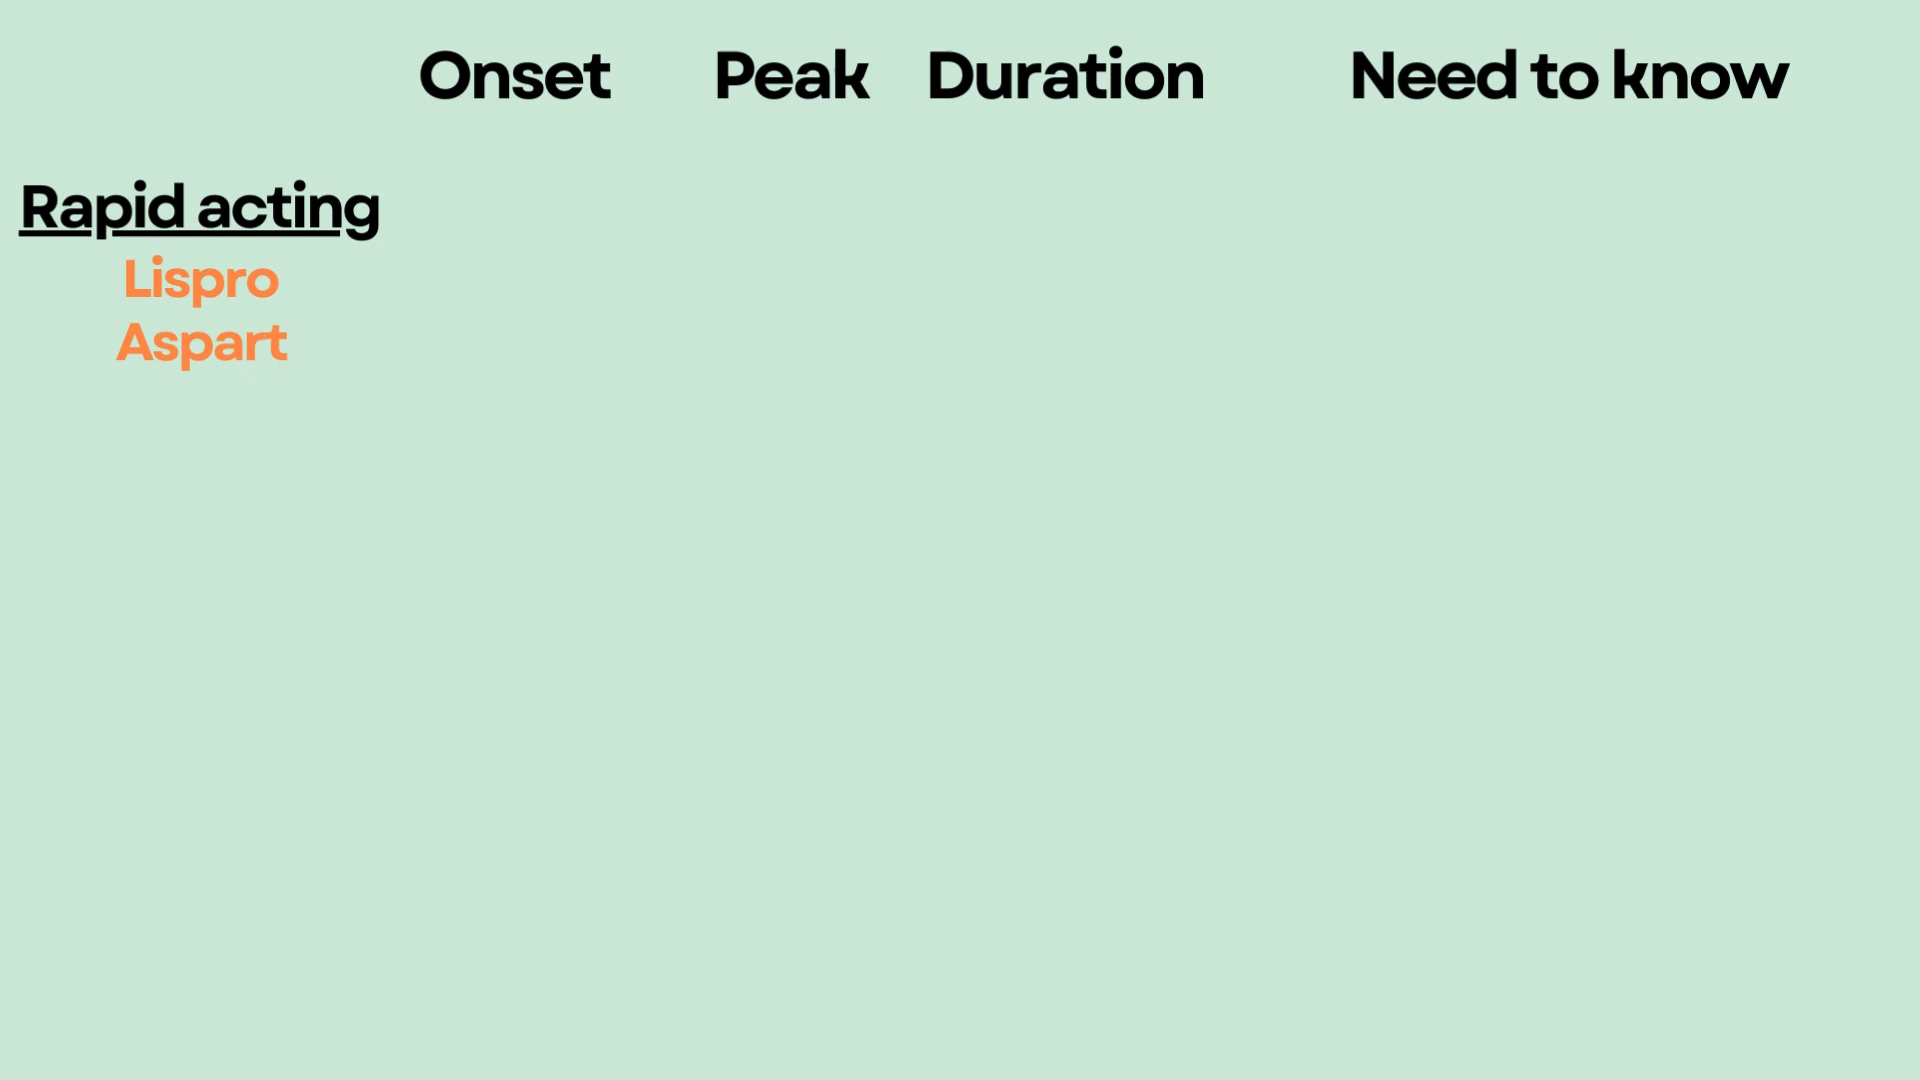 Onset Peak Duration Need to know
Rapid acting
Lispro
Aspart